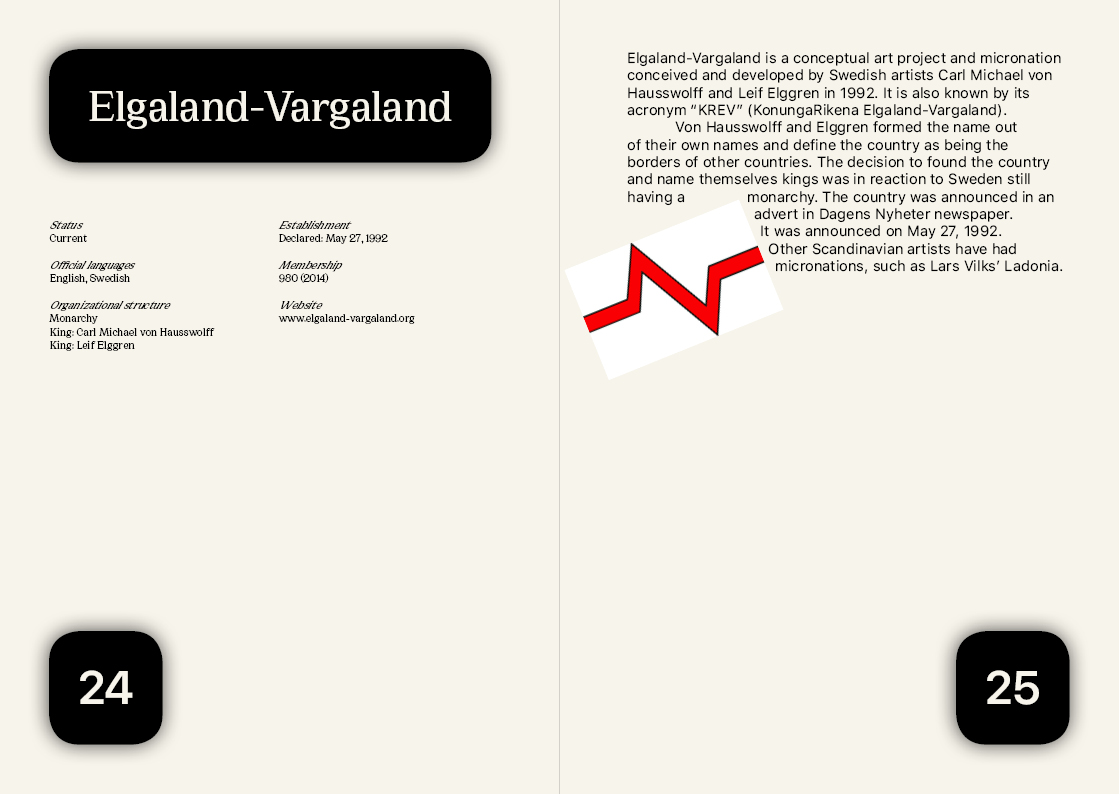 Elgaland-Vargaland
Status
Current
Official languages
English, Swedish
Organizational structure
Monarchy
King: Carl Michael von Hausswolff
King: Leif Elggren
Establishment
Declared: May 27, 1992
Membership
980 (2014)
Website
www.elgaland-vargaland.org
24
Elgaland-Vargaland is a conceptual art project and micronation
conceived and developed by Swedish artists Carl Michael von
Hausswolff and Leif Elggren in 1992. It is also known by its
acronym “KREV” (KonungaRikena Elgaland-Vargaland).
Von Hausswolff and Elggren formed the name out
of their own names and define the country as being the
borders of other countries. The decision to found the country
and name themselves kings was in reaction to Sweden still
having a monarchy. The country was announced in an
advert in Dagens Nyheter newspaper.
It was announced on May 27, 1992.
Other Scandinavian artists have had
micronations, such as Lars Vilks’ Ladonia.
25